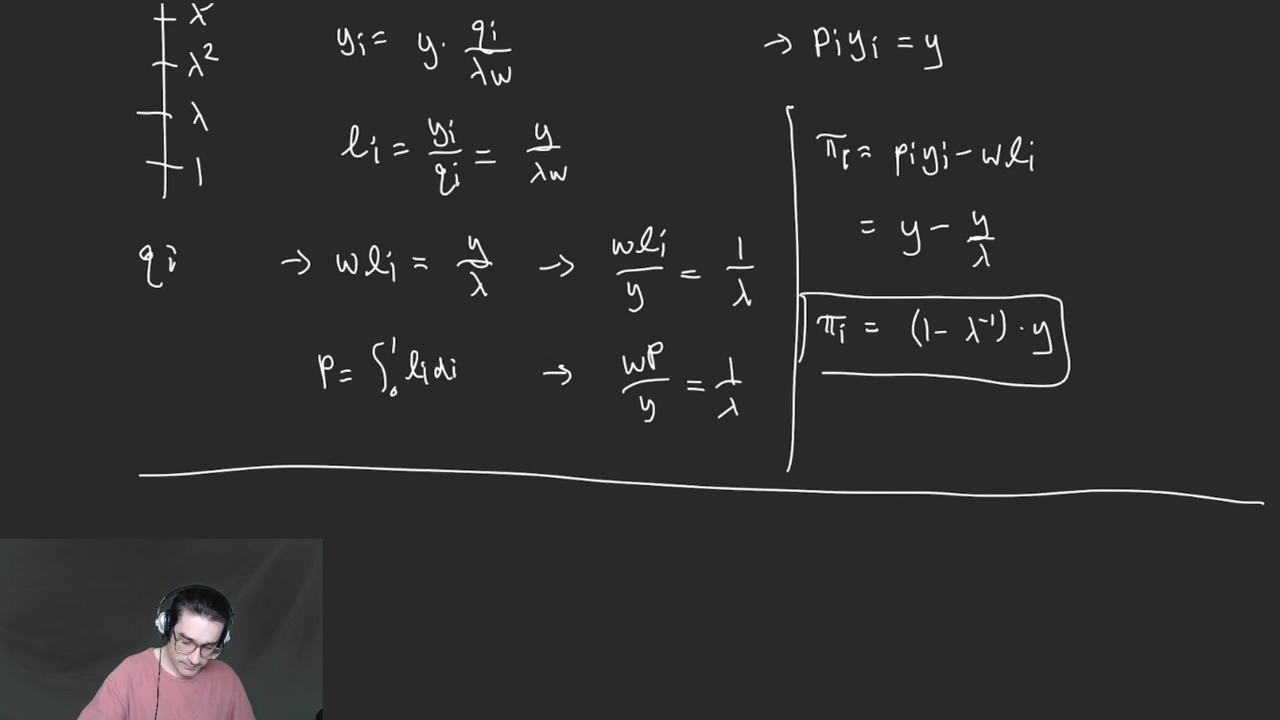 λ³
λ²
λ
1
qi
yi = y · qi/λw
li = yi/qi = y/λw
→ wli = y/λ → wli/y = 1/λ
P = ∫₀¹ li di → wP/y = 1/λ
→ piyi = y
πi = piyi − wli
= y − y/λ
πi = (1 − λ⁻¹) · y